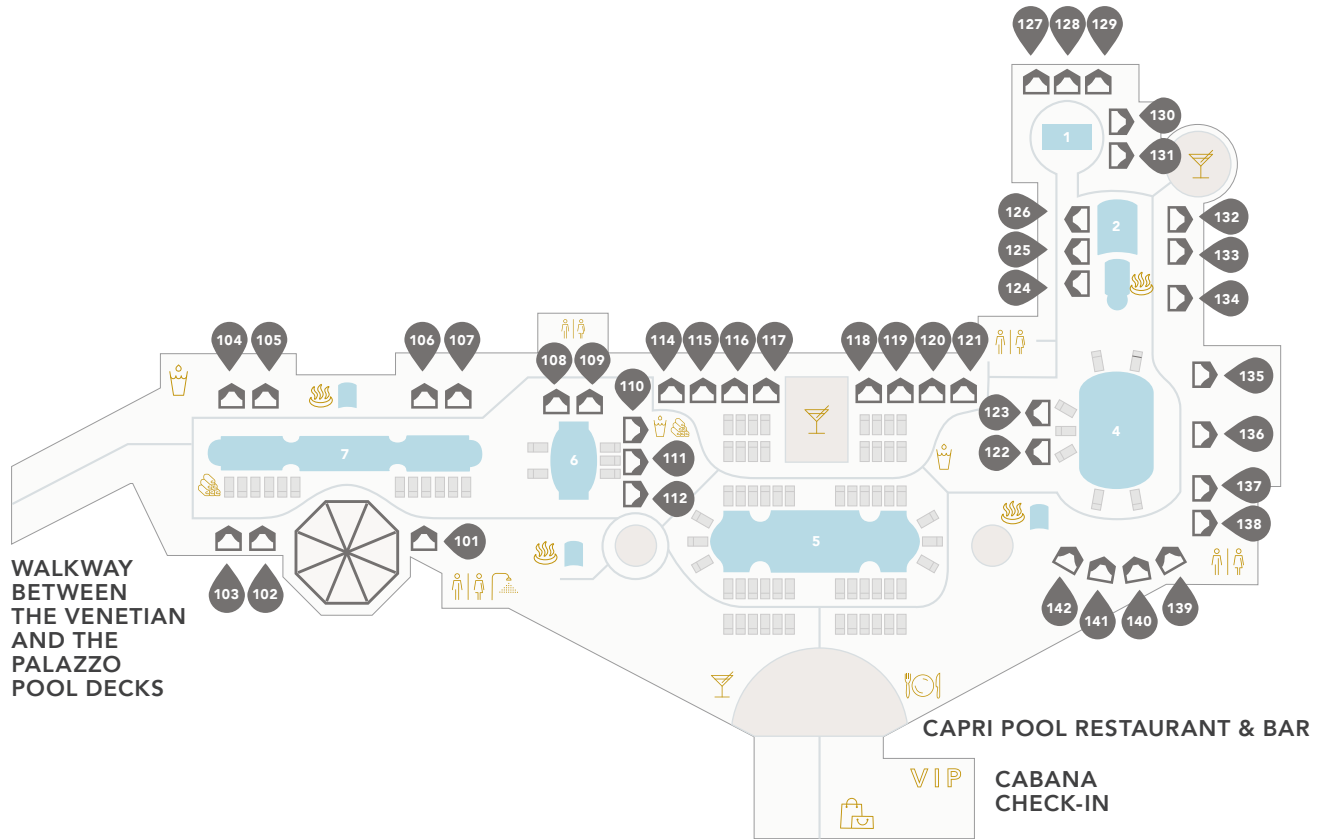 127 128 129
130
131
1
126
125
124
2
132
133
134
104 105 106 107
108 109
110
111
112
114 115 116 117
118 119 120 121
123
122
135
136
137
138
4
7
6
5
101
103 102
142 141 140 139
WALKWAY
BETWEEN
THE VENETIAN
AND THE
PALAZZO
POOL DECKS
CAPRI POOL RESTAURANT & BAR
VIP
CABANA
CHECK-IN